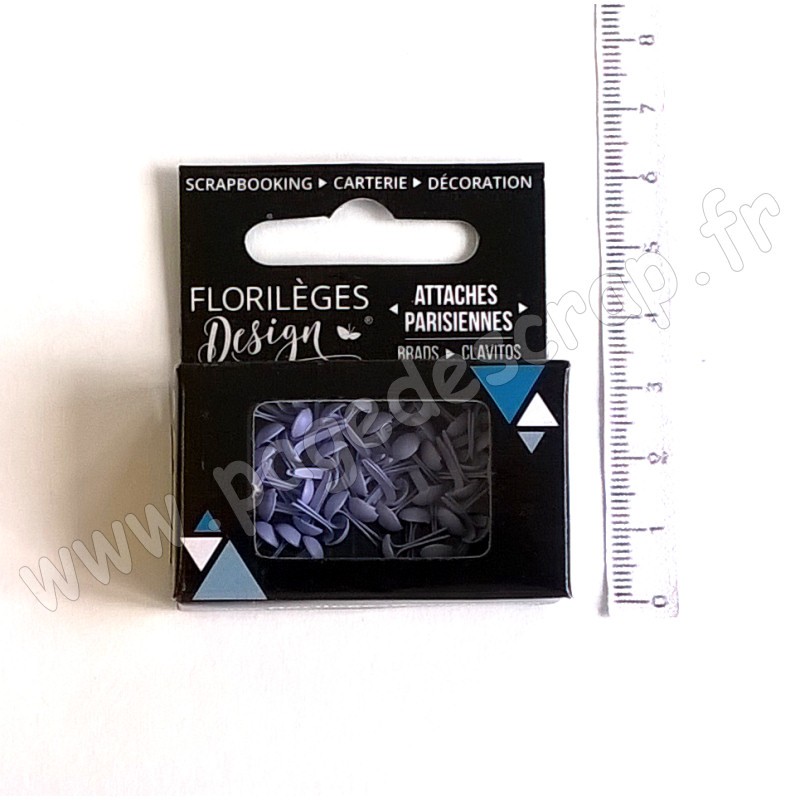 SCRAPBOOKING ▸ CARTERIE ▸ DÉCORATION
FLORILÈGES
Design
®
ATTACHES
PARISIENNES
BRADS ▸ CLAVITOS
www.pagedescrap.fr
8
7
6
5
4
3
2
1
0